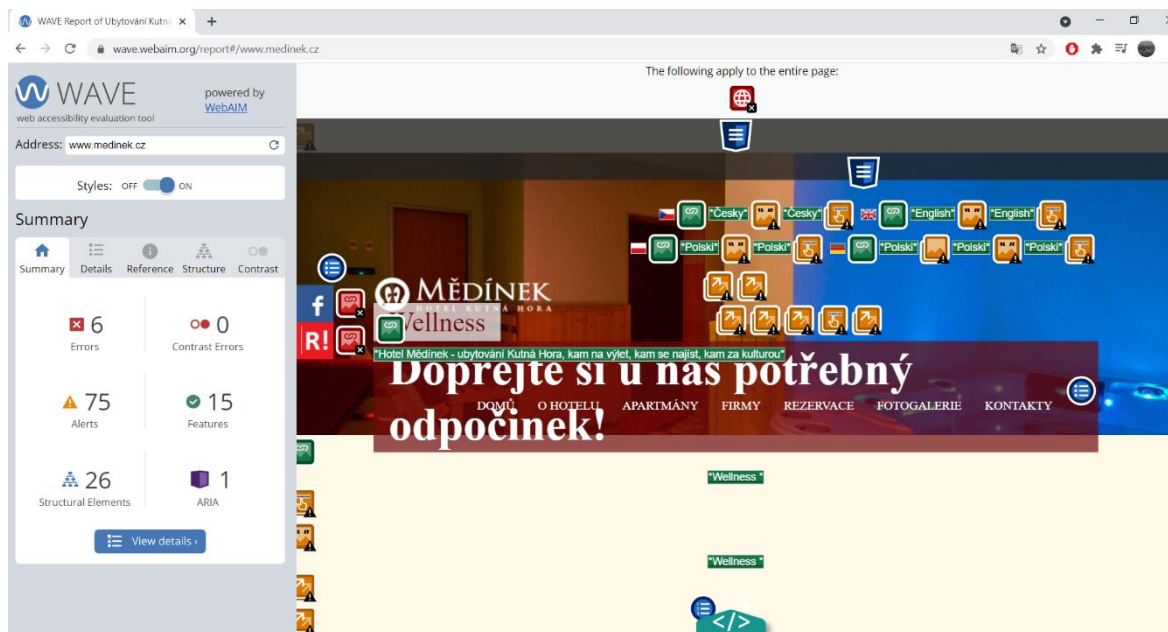 WAVE Report of Ubytování Kutná
wave.webaim.org/report#/www.medinek.cz
WAVE
web accessibility evaluation tool
powered by
WebAIM
Address: www.medinek.cz
Styles: OFF ON
Summary
Summary Details Reference Structure Contrast
6
Errors
0
Contrast Errors
75
Alerts
15
Features
26
Structural Elements
1
ARIA
View details ›
The following apply to the entire page:
*Česky* *Česky* *English* *English*
*Polski* *Polski* *Polski* *Polski* *Polski*
f
MĚDÍNEK
HOTEL KUTNÁ HORA
R!
Wellness
*Hotel Mědínek - ubytování Kutná Hora, kam na výlet, kam se najíst, kam za kulturou*
Dopřejte si u nás potřebný
DOMŮ O HOTELU APARTMÁNY FIRMY REZERVACE FOTOGALERIE KONTAKTY
odpočinek!
*Wellness *
*Wellness *
</>